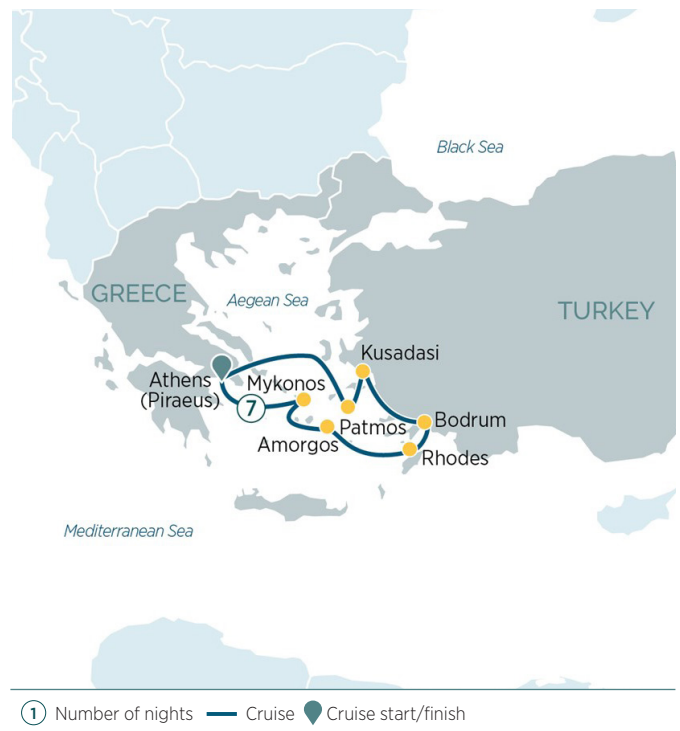 Black Sea
GREECE
Aegean Sea
TURKEY
Kusadasi
Athens
(Piraeus)
Mykonos
7
Patmos
Bodrum
Amorgos
Rhodes
Mediterranean Sea
1 Number of nights Cruise Cruise start/finish